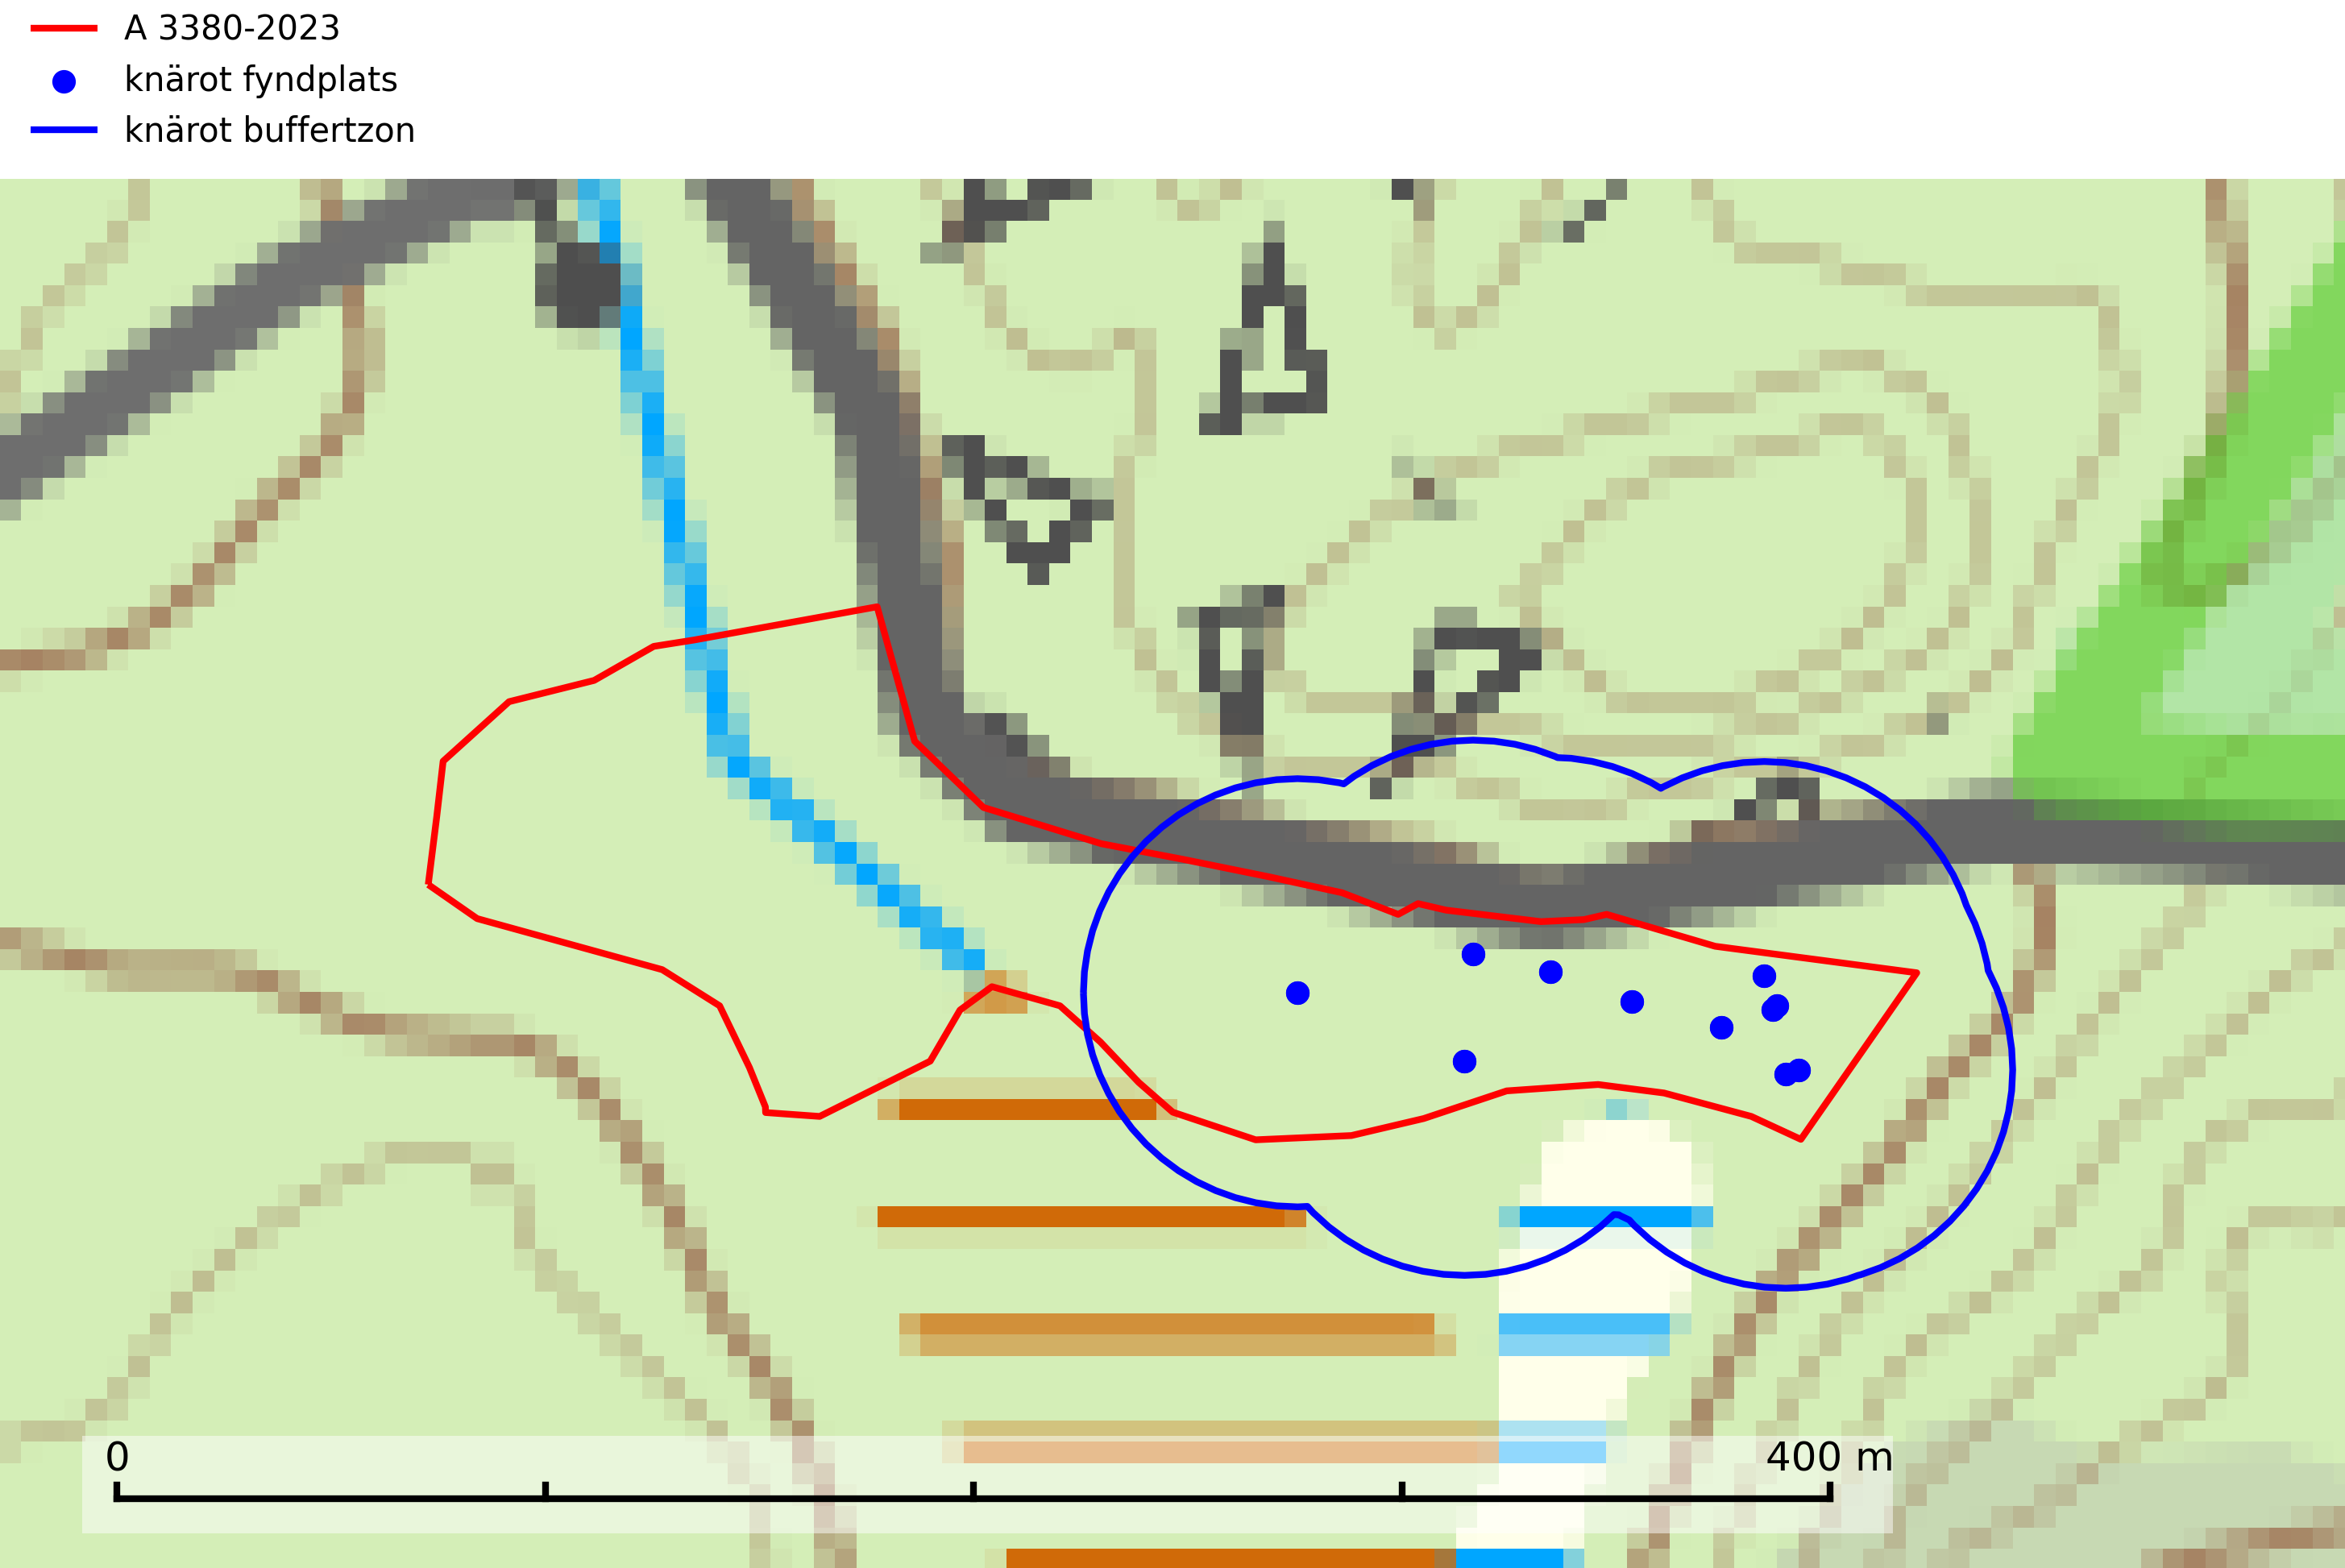 A 3380-2023
knärot fyndplats
knärot buffertzon
0 400 m